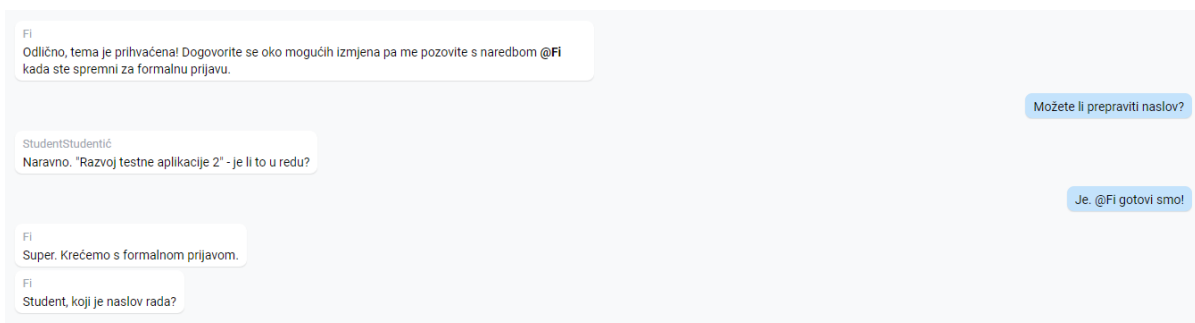 Fi
Odlično, tema je prihvaćena! Dogovorite se oko mogućih izmjena pa me pozovite s naredbom @Fi
kada ste spremni za formalnu prijavu.
Možete li prepraviti naslov?
StudentStudentić
Naravno. "Razvoj testne aplikacije 2" - je li to u redu?
Je. @Fi gotovi smo!
Fi
Super. Krećemo s formalnom prijavom.
Fi
Student, koji je naslov rada?